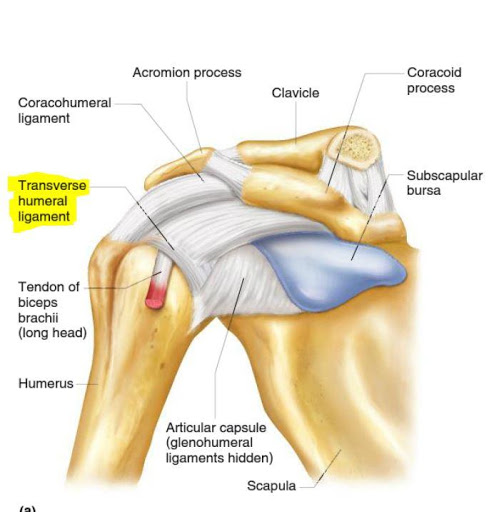 Acromion process
Coracoid
process
Clavicle
Coracohumeral
ligament
Transverse
humeral
ligament
Subscapular
bursa
Tendon of
biceps
brachii
(long head)
Humerus
Articular capsule
(glenohumeral
ligaments hidden)
Scapula
(a)